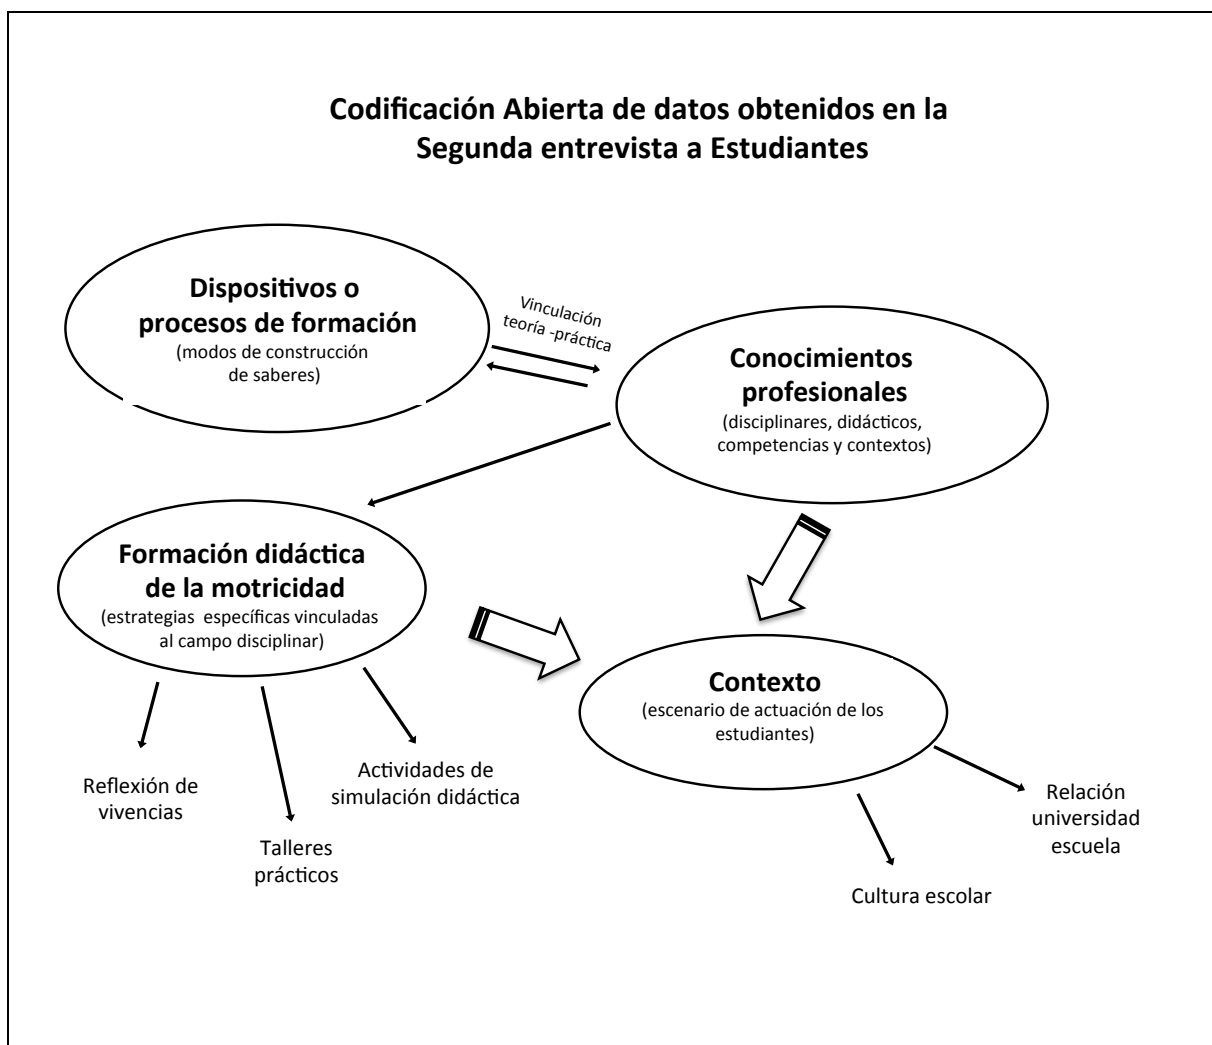 Codificación Abierta de datos obtenidos en la
Segunda entrevista a Estudiantes
Dispositivos o
procesos de formación
(modos de construcción
de saberes)
Vinculación
teoría -práctica
Conocimientos
profesionales
(disciplinares, didácticos,
competencias y contextos)
Formación didáctica
de la motricidad
(estrategias específicas vinculadas
al campo disciplinar)
Contexto
(escenario de actuación de los
estudiantes)
Reflexión de
vivencias
Talleres
prácticos
Actividades de
simulación didáctica
Cultura escolar
Relación
universidad
escuela